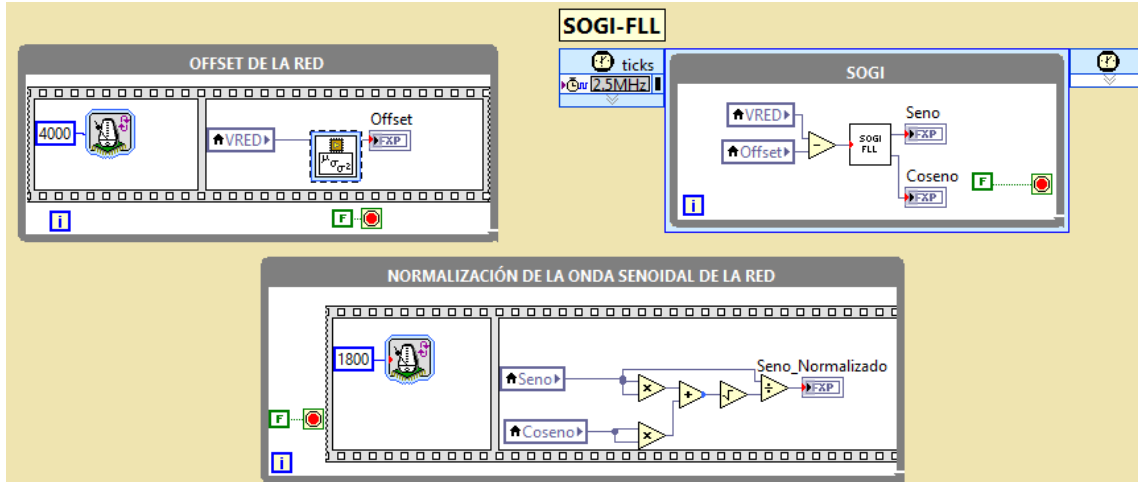 SOGI-FLL
OFFSET DE LA RED
4000
VRED
Offset
FXP
μ σ σ²
i
F
ticks
2.5MHz
SOGI
VRED
Offset
SOGI
FLL
Seno
FXP
Coseno
FXP
F
i
NORMALIZACIÓN DE LA ONDA SENOIDAL DE LA RED
1800
Seno
Coseno
Seno_Normalizado
FXP
F
i